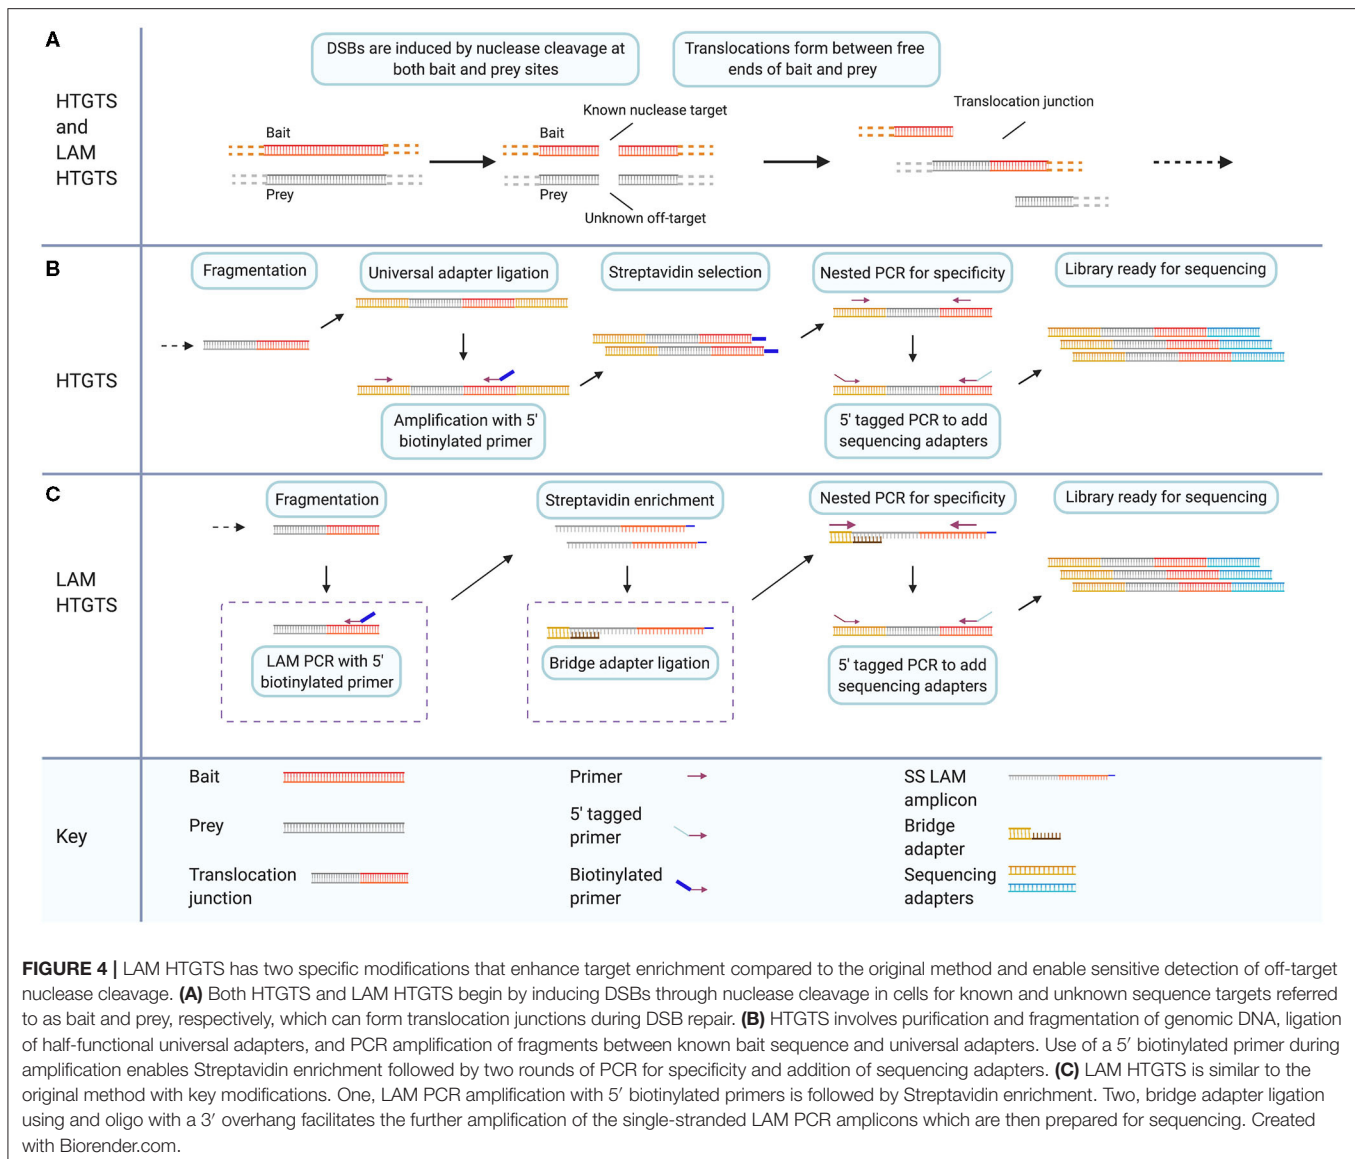 A
HTGTS
and
LAM
HTGTS
DSBs are induced by nuclease cleavage at
both bait and prey sites
Translocations form between free
ends of bait and prey
Bait
Prey
Known nuclease target
Bait
Prey
Unknown off-target
Translocation junction
B
HTGTS
Fragmentation
Universal adapter ligation
Streptavidin selection
Nested PCR for specificity
Library ready for sequencing
Amplification with 5'
biotinylated primer
5' tagged PCR to add
sequencing adapters
C
LAM
HTGTS
Fragmentation
Streptavidin enrichment
Nested PCR for specificity
Library ready for sequencing
LAM PCR with 5'
biotinylated primer
Bridge adapter ligation
5' tagged PCR to add
sequencing adapters
Key
Bait
Prey
Translocation
junction
Primer
5' tagged
primer
Biotinylated
primer
SS LAM
amplicon
Bridge
adapter
Sequencing
adapters
FIGURE 4 | LAM HTGTS has two specific modifications that enhance target enrichment compared to the original method and enable sensitive detection of off-target
nuclease cleavage. (A) Both HTGTS and LAM HTGTS begin by inducing DSBs through nuclease cleavage in cells for known and unknown sequence targets referred
to as bait and prey, respectively, which can form translocation junctions during DSB repair. (B) HTGTS involves purification and fragmentation of genomic DNA, ligation
of half-functional universal adapters, and PCR amplification of fragments between known bait sequence and universal adapters. Use of a 5′ biotinylated primer during
amplification enables Streptavidin enrichment followed by two rounds of PCR for specificity and addition of sequencing adapters. (C) LAM HTGTS is similar to the
original method with key modifications. One, LAM PCR amplification with 5′ biotinylated primers is followed by Streptavidin enrichment. Two, bridge adapter ligation
using and oligo with a 3′ overhang facilitates the further amplification of the single-stranded LAM PCR amplicons which are then prepared for sequencing. Created
with Biorender.com.